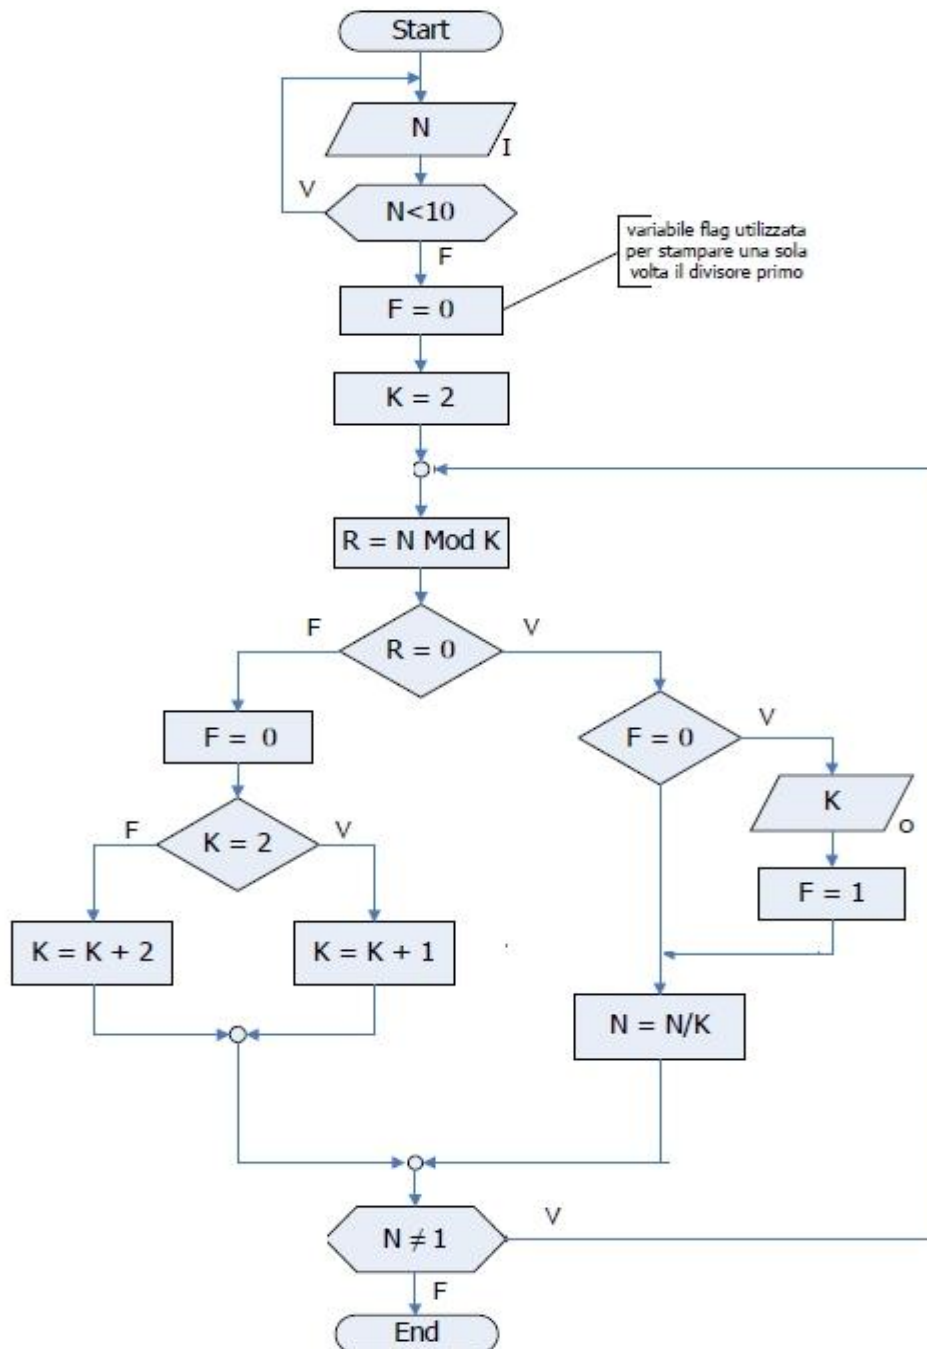 Start
N
I
V
N<10
F
variabile flag utilizzata
per stampare una sola
volta il divisore primo
F = 0
K = 2
R = N Mod K
F
R = 0
V
F = 0
F = 0
V
K
O
F
K = 2
V
F = 1
K = K + 2
K = K + 1
N = N/K
N ≠ 1
V
F
End